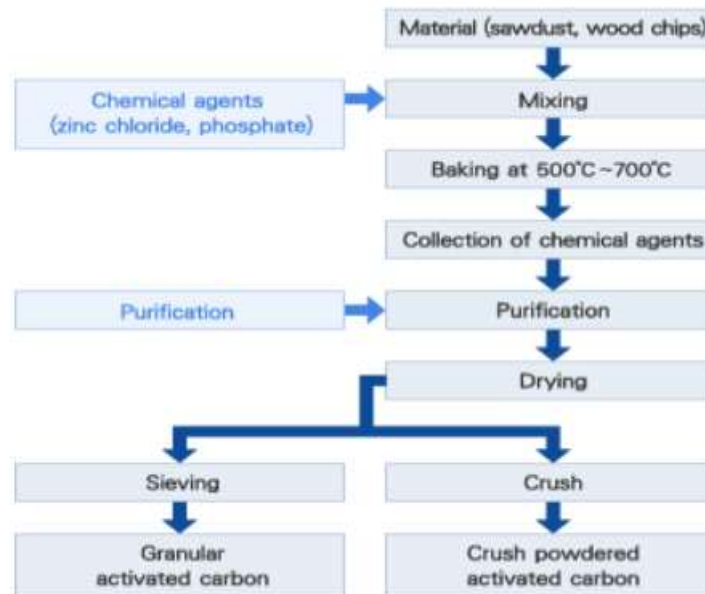 Material (sawdust, wood chips)
Chemical agents
(zinc chloride, phosphate)
Mixing
Baking at 500°C~700°C
Collection of chemical agents
Purification
Purification
Drying
Sieving
Crush
Granular
activated carbon
Crush powdered
activated carbon